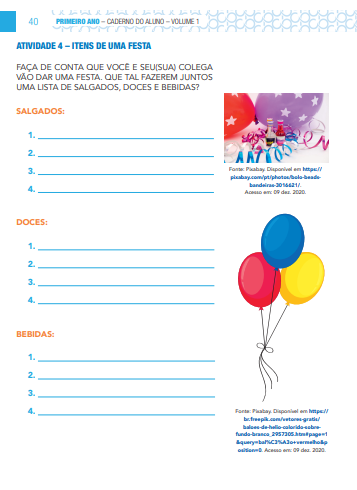 40 PRIMEIRO ANO – CADERNO DO ALUNO – VOLUME 1
ATIVIDADE 4 – ITENS DE UMA FESTA
FAÇA DE CONTA QUE VOCÊ E SEU(SUA) COLEGA
VÃO DAR UMA FESTA. QUE TAL FAZEREM JUNTOS
UMA LISTA DE SALGADOS, DOCES E BEBIDAS?
SALGADOS:
1.
2.
3.
4.
Fonte: Pixabay. Disponível em https://
pixabay.com/pt/photos/bolo-beads-
bandeiras-3016621/.
Acesso em: 09 dez. 2020.
DOCES:
1.
2.
3.
4.
BEBIDAS:
1.
2.
3.
4.
Fonte: Pixabay. Disponível em https://
br.freepik.com/vetores-gratis/
baloes-de-helio-colorido-sobre-
fundo-branco_2957305.htm#page=1
&query=bal%C3%A3o+vermelho&p
osition=0. Acesso em: 09 dez. 2020.